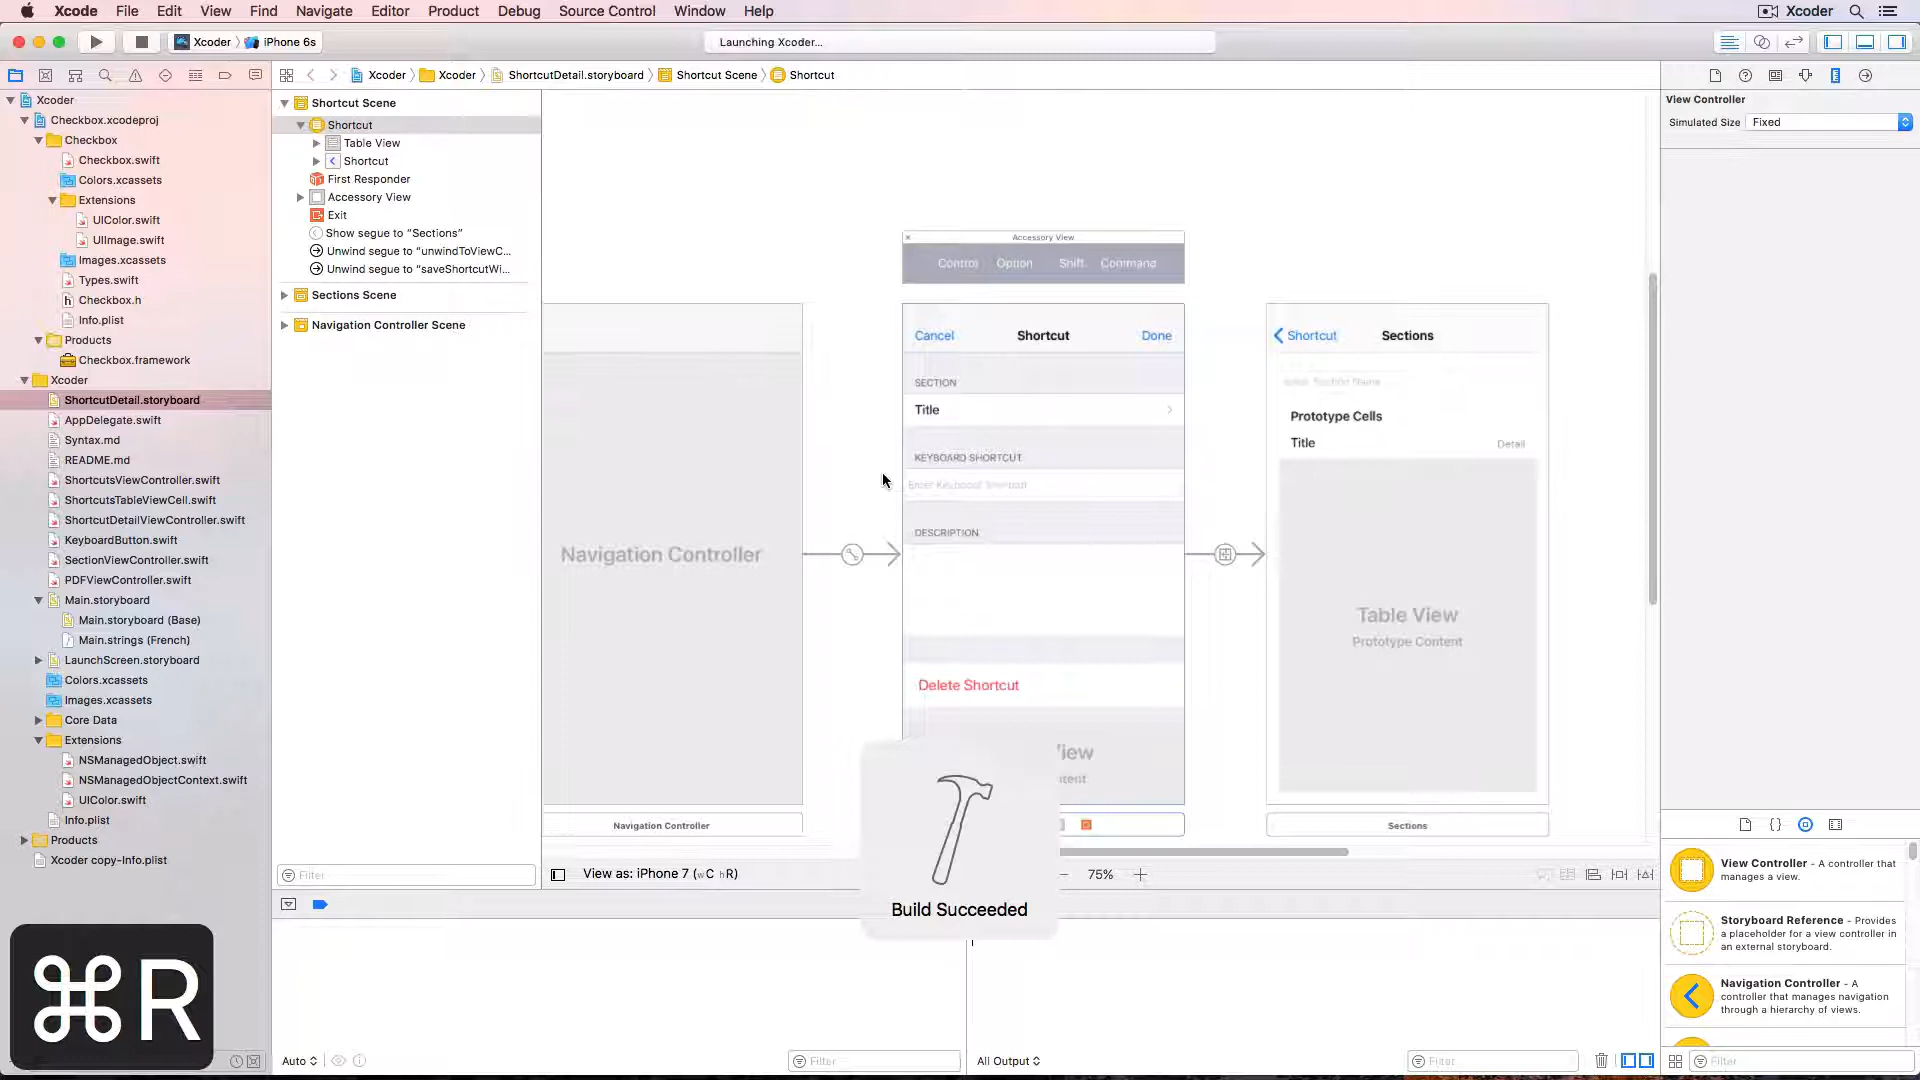 Xcode File Edit View Find Navigate Editor Product Debug Source Control Window Help
Xcoder
Xcoder iPhone 6s
Launching Xcoder...
Xcoder Xcoder ShortcutDetail.storyboard Shortcut Scene Shortcut
Xcoder
Checkbox.xcodeproj
Checkbox
Checkbox.swift
Colors.xcassets
Extensions
UIColor.swift
UIImage.swift
Images.xcassets
Types.swift
Checkbox.h
Info.plist
Products
Checkbox.framework
Xcoder
ShortcutDetail.storyboard
AppDelegate.swift
Syntax.md
README.md
ShortcutsViewController.swift
ShortcutsTableViewCell.swift
ShortcutDetailViewController.swift
KeyboardButton.swift
SectionViewController.swift
PDFViewController.swift
Main.storyboard
Main.storyboard (Base)
Main.strings (French)
LaunchScreen.storyboard
Colors.xcassets
Images.xcassets
Core Data
Extensions
NSManagedObject.swift
NSManagedObjectContext.swift
UIColor.swift
Info.plist
Products
Xcoder copy-Info.plist
⌘R
Shortcut Scene
Shortcut
Table View
Shortcut
First Responder
Accessory View
Exit
Show segue to "Sections"
Unwind segue to "unwindToViewC...
Unwind segue to "saveShortcutWi...
Sections Scene
Navigation Controller Scene
Filter
Navigation Controller
Navigation Controller
Accessory View
Control Option Shift Command
Cancel Shortcut Done
SECTION
Title
KEYBOARD SHORTCUT
Enter Keyboard Shortcut
DESCRIPTION
Delete Shortcut
View
ntent
Shortcut Sections
Section Name
Prototype Cells
Title Detail
Table View
Prototype Content
Sections
View as: iPhone 7 (wC hR)
75%
Build Succeeded
Auto
Filter
All Output
Filter
View Controller
Simulated Size Fixed
View Controller - A controller that
manages a view.
Storyboard Reference - Provides
a placeholder for a view controller in
an external storyboard.
Navigation Controller - A
controller that manages navigation
through a hierarchy of views.
Filter